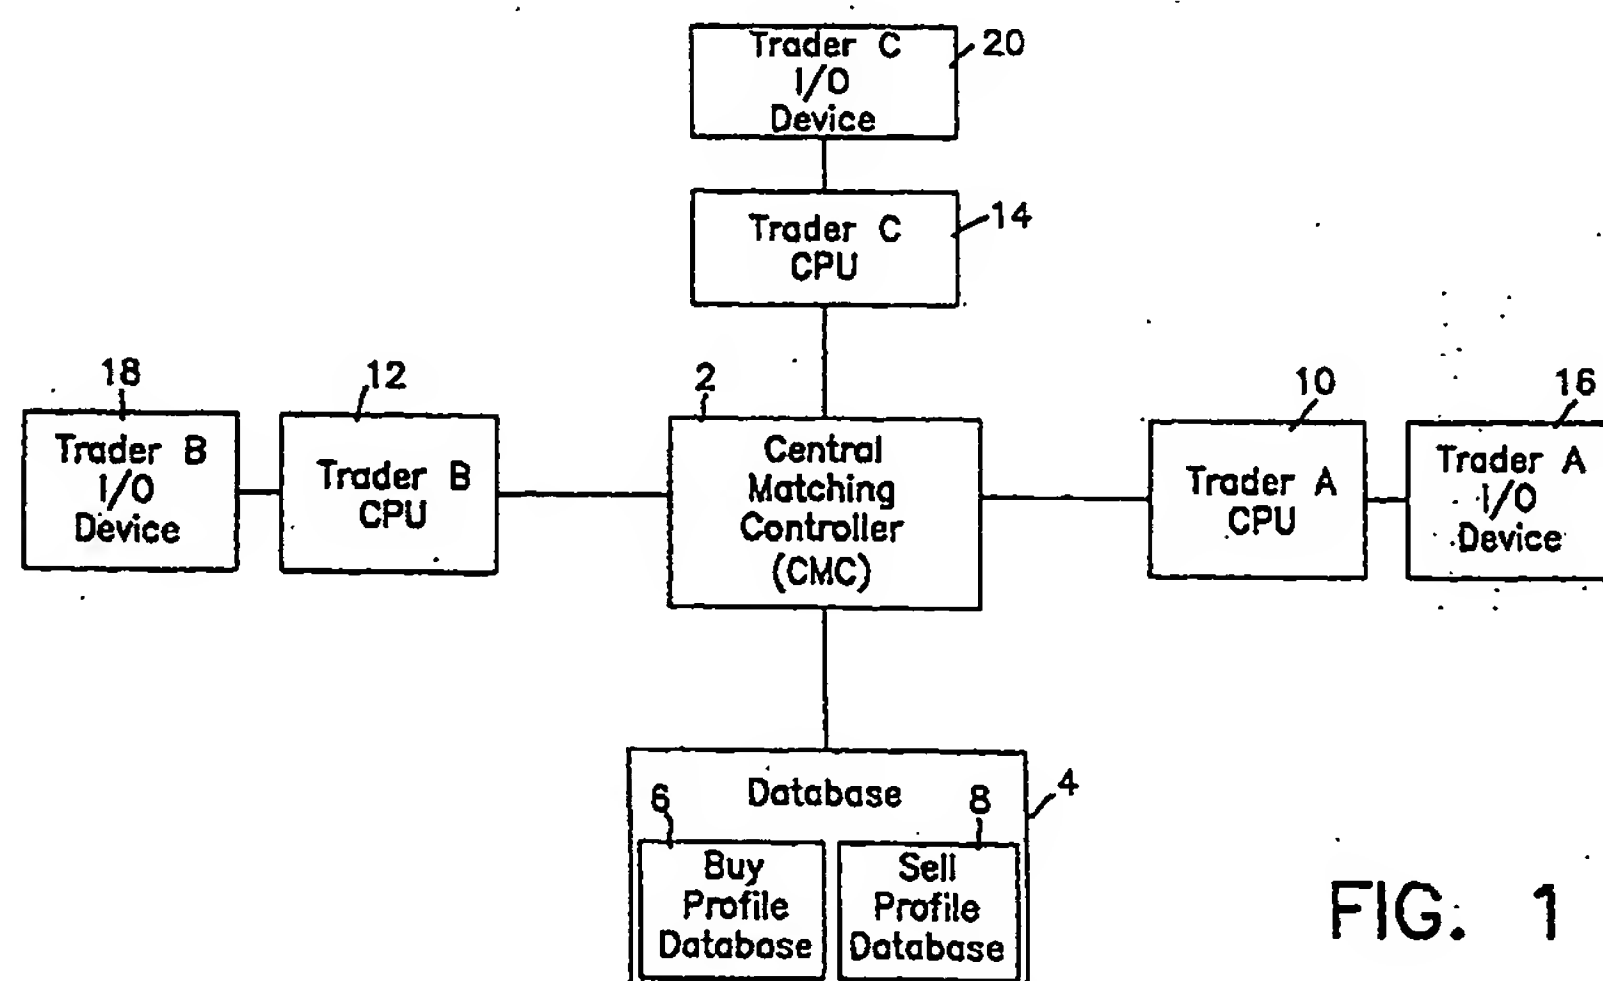 Trader C
I/O
Device
20
Trader C
CPU
14
18
Trader B
I/O
Device
12
Trader B
CPU
2
Central
Matching
Controller
(CMC)
10
Trader A
CPU
16
Trader A
I/O
Device
Database
4
6
Buy
Profile
Database
8
Sell
Profile
Database
FIG. 1